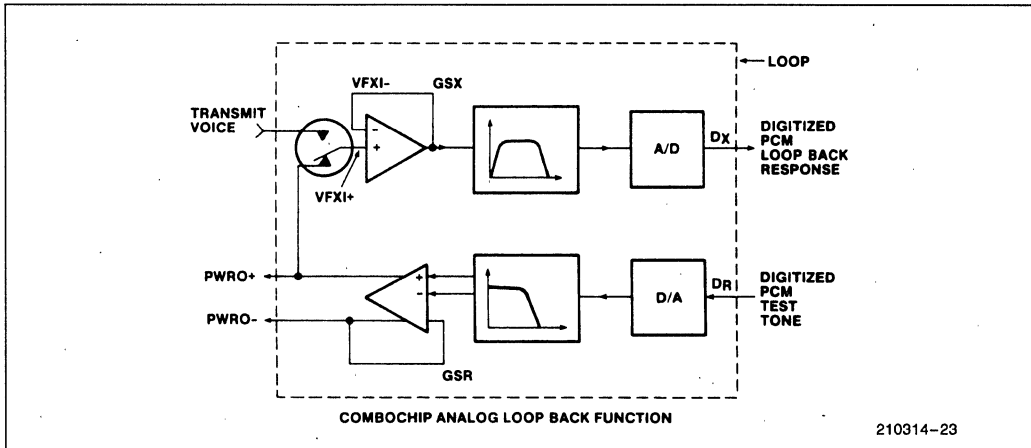 LOOP
VFXI-
GSX
TRANSMIT
VOICE
VFXI+
A/D
DX
DIGITIZED
PCM
LOOP BACK
RESPONSE
PWRO+
PWRO-
+
-
+
-
GSR
D/A
DR
DIGITIZED
PCM
TEST
TONE
COMBOCHIP ANALOG LOOP BACK FUNCTION
210314-23